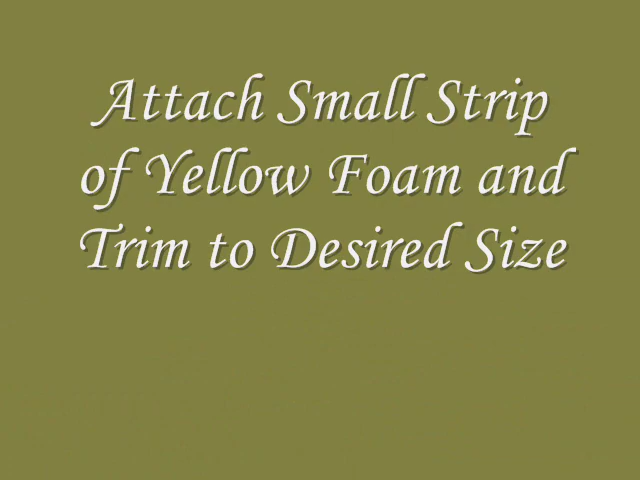 Attach Small Strip
of Yellow Foam and
Trim to Desired Size